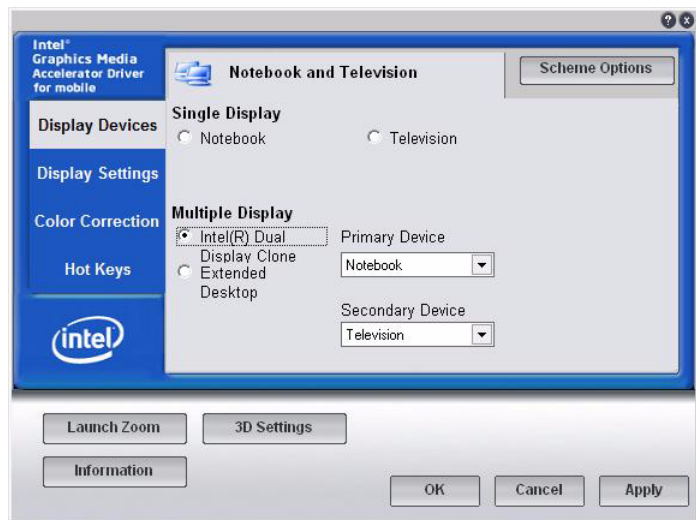 Intel®
Graphics Media
Accelerator Driver
for mobile
Notebook and Television
Scheme Options
Display Devices
Display Settings
Color Correction
Hot Keys
intel
Single Display
Notebook
Television
Multiple Display
Intel(R) Dual
Display Clone
Extended
Desktop
Primary Device
Notebook
Secondary Device
Television
Launch Zoom
3D Settings
Information
OK
Cancel
Apply